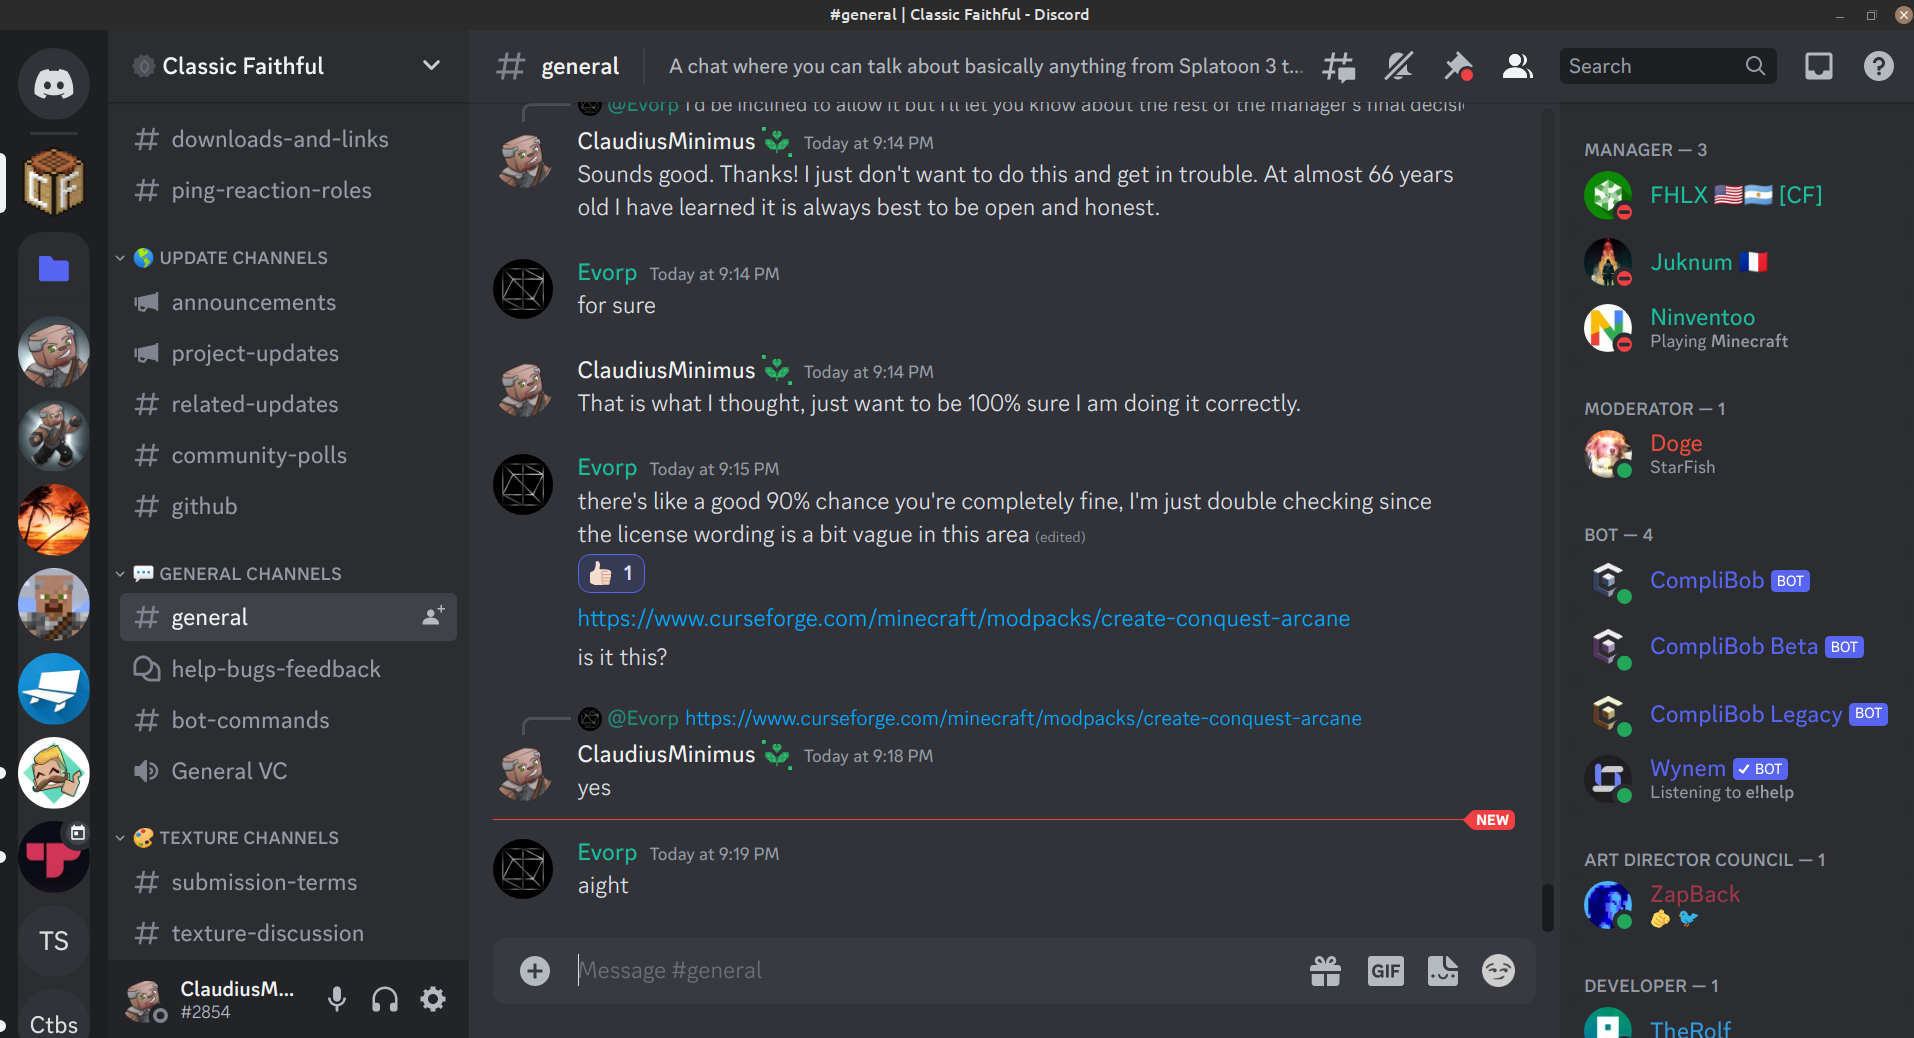 #general | Classic Faithful - Discord
Classic Faithful
downloads-and-links
ping-reaction-roles
UPDATE CHANNELS
announcements
project-updates
related-updates
community-polls
github
GENERAL CHANNELS
general
help-bugs-feedback
bot-commands
General VC
TEXTURE CHANNELS
submission-terms
texture-discussion
CF
TS
Ctbs
ClaudiusM...
#2854
general
A chat where you can talk about basically anything from Splatoon 3 t...
Search
@Evorp I'd be inclined to allow it but I'll let you know about the rest of the manager's final decisi
ClaudiusMinimus Today at 9:14 PM
Sounds good. Thanks! I just don't want to do this and get in trouble. At almost 66 years
old I have learned it is always best to be open and honest.
Evorp Today at 9:14 PM
for sure
ClaudiusMinimus Today at 9:14 PM
That is what I thought, just want to be 100% sure I am doing it correctly.
Evorp Today at 9:15 PM
there's like a good 90% chance you're completely fine, I'm just double checking since
the license wording is a bit vague in this area (edited)
1
https://www.curseforge.com/minecraft/modpacks/create-conquest-arcane
is it this?
@Evorp https://www.curseforge.com/minecraft/modpacks/create-conquest-arcane
ClaudiusMinimus Today at 9:18 PM
yes
NEW
Evorp Today at 9:19 PM
aight
Message #general
GIF
MANAGER — 3
FHLX 🇺🇸🇦🇷 [CF]
Juknum 🇫🇷
Ninventoo
Playing Minecraft
MODERATOR — 1
Doge
StarFish
BOT — 4
CompliBob BOT
CompliBob Beta BOT
CompliBob Legacy BOT
Wynem ✓ BOT
Listening to e!help
ART DIRECTOR COUNCIL — 1
ZapBack
DEVELOPER — 1
TheRolf